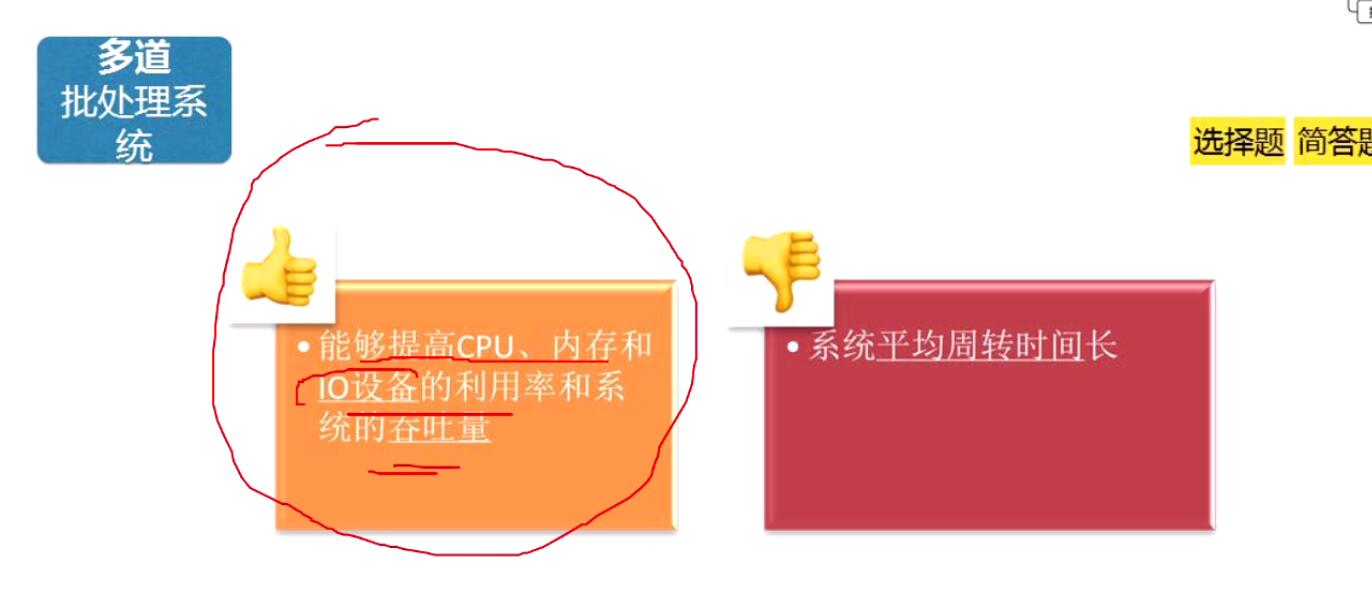 多道
批处理系
统
选择题 简答题
• 能够提高CPU、内存和
IO设备的利用率和系
统的吞吐量
• 系统平均周转时间长